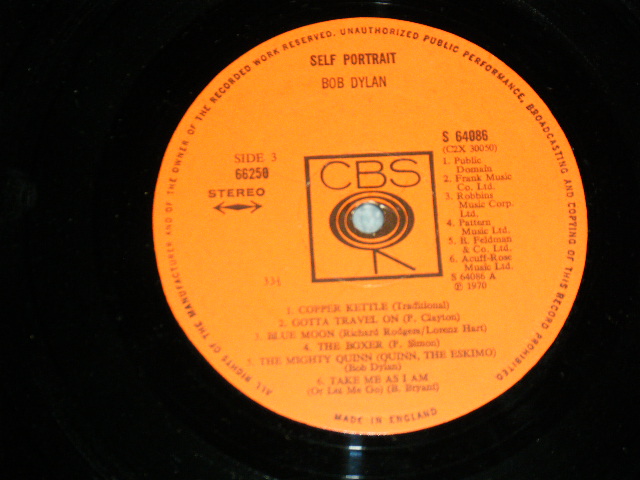 ALL RIGHTS OF THE MANUFACTURER AND OF THE OWNER OF THE RECORDED WORK RESERVED. UNAUTHORIZED PUBLIC PERFORMANCE, BROADCASTING AND COPYING OF THIS RECORD PROHIBITED
SELF PORTRAIT
BOB DYLAN
S 64086
(C2X 30050)
SIDE 3
66250
STEREO
CBS
1. Public
Domain
2. Frank Music
Co. Ltd.
3. Robbins
Music Corp.
Ltd.
4. Pattern
Music Ltd.
5. B. Feldman
& Co. Ltd.
6. Acuff-Rose
Music Ltd.
S 64086 A
℗ 1970
33⅓
1. COPPER KETTLE (Traditional)
2. GOTTA TRAVEL ON (P. Clayton)
3. BLUE MOON (Richard Rodgers/Lorenz Hart)
4. THE BOXER (P. Simon)
5. THE MIGHTY QUINN (QUINN, THE ESKIMO)
(Bob Dylan)
6. TAKE ME AS I AM
(Or Let Me Go) (B. Bryant)
MADE IN ENGLAND